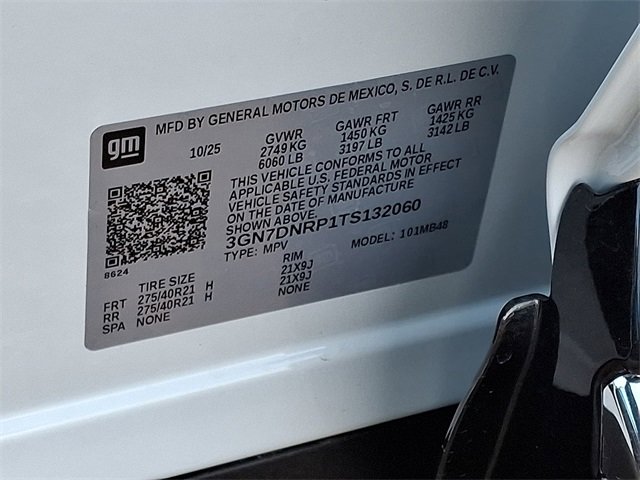 gm
MFD BY GENERAL MOTORS DE MEXICO, S. DE R.L. DE C.V.
10/25 GVWR GAWR FRT GAWR RR
2749 KG 1450 KG 1425 KG
6060 LB 3197 LB 3142 LB
THIS VEHICLE CONFORMS TO ALL
APPLICABLE U.S. FEDERAL MOTOR
VEHICLE SAFETY STANDARDS IN EFFECT
ON THE DATE OF MANUFACTURE
SHOWN ABOVE.
3GN7DNRP1TS132060
TYPE: MPV MODEL: 101MB48
8624
TIRE SIZE RIM
FRT 275/40R21 H 21X9J
RR 275/40R21 H 21X9J
SPA NONE NONE